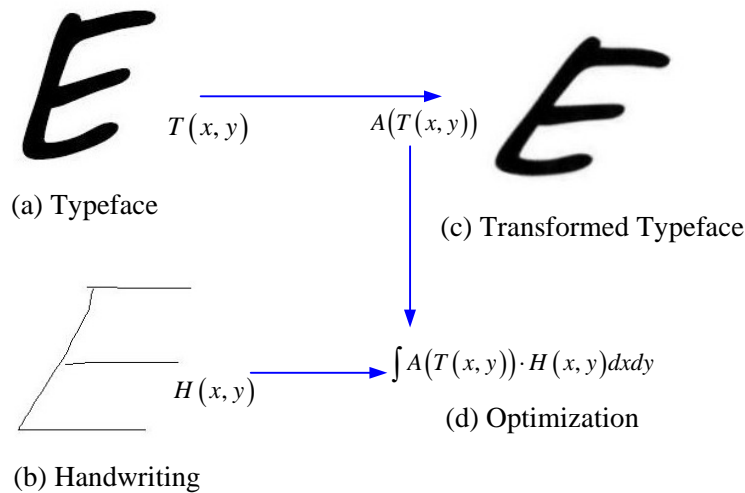 E
E
T(x, y)
A(T(x, y))
(a) Typeface
(c) Transformed Typeface
E
H(x, y)
∫ A(T(x, y)) · H(x, y)dxdy
(d) Optimization
(b) Handwriting